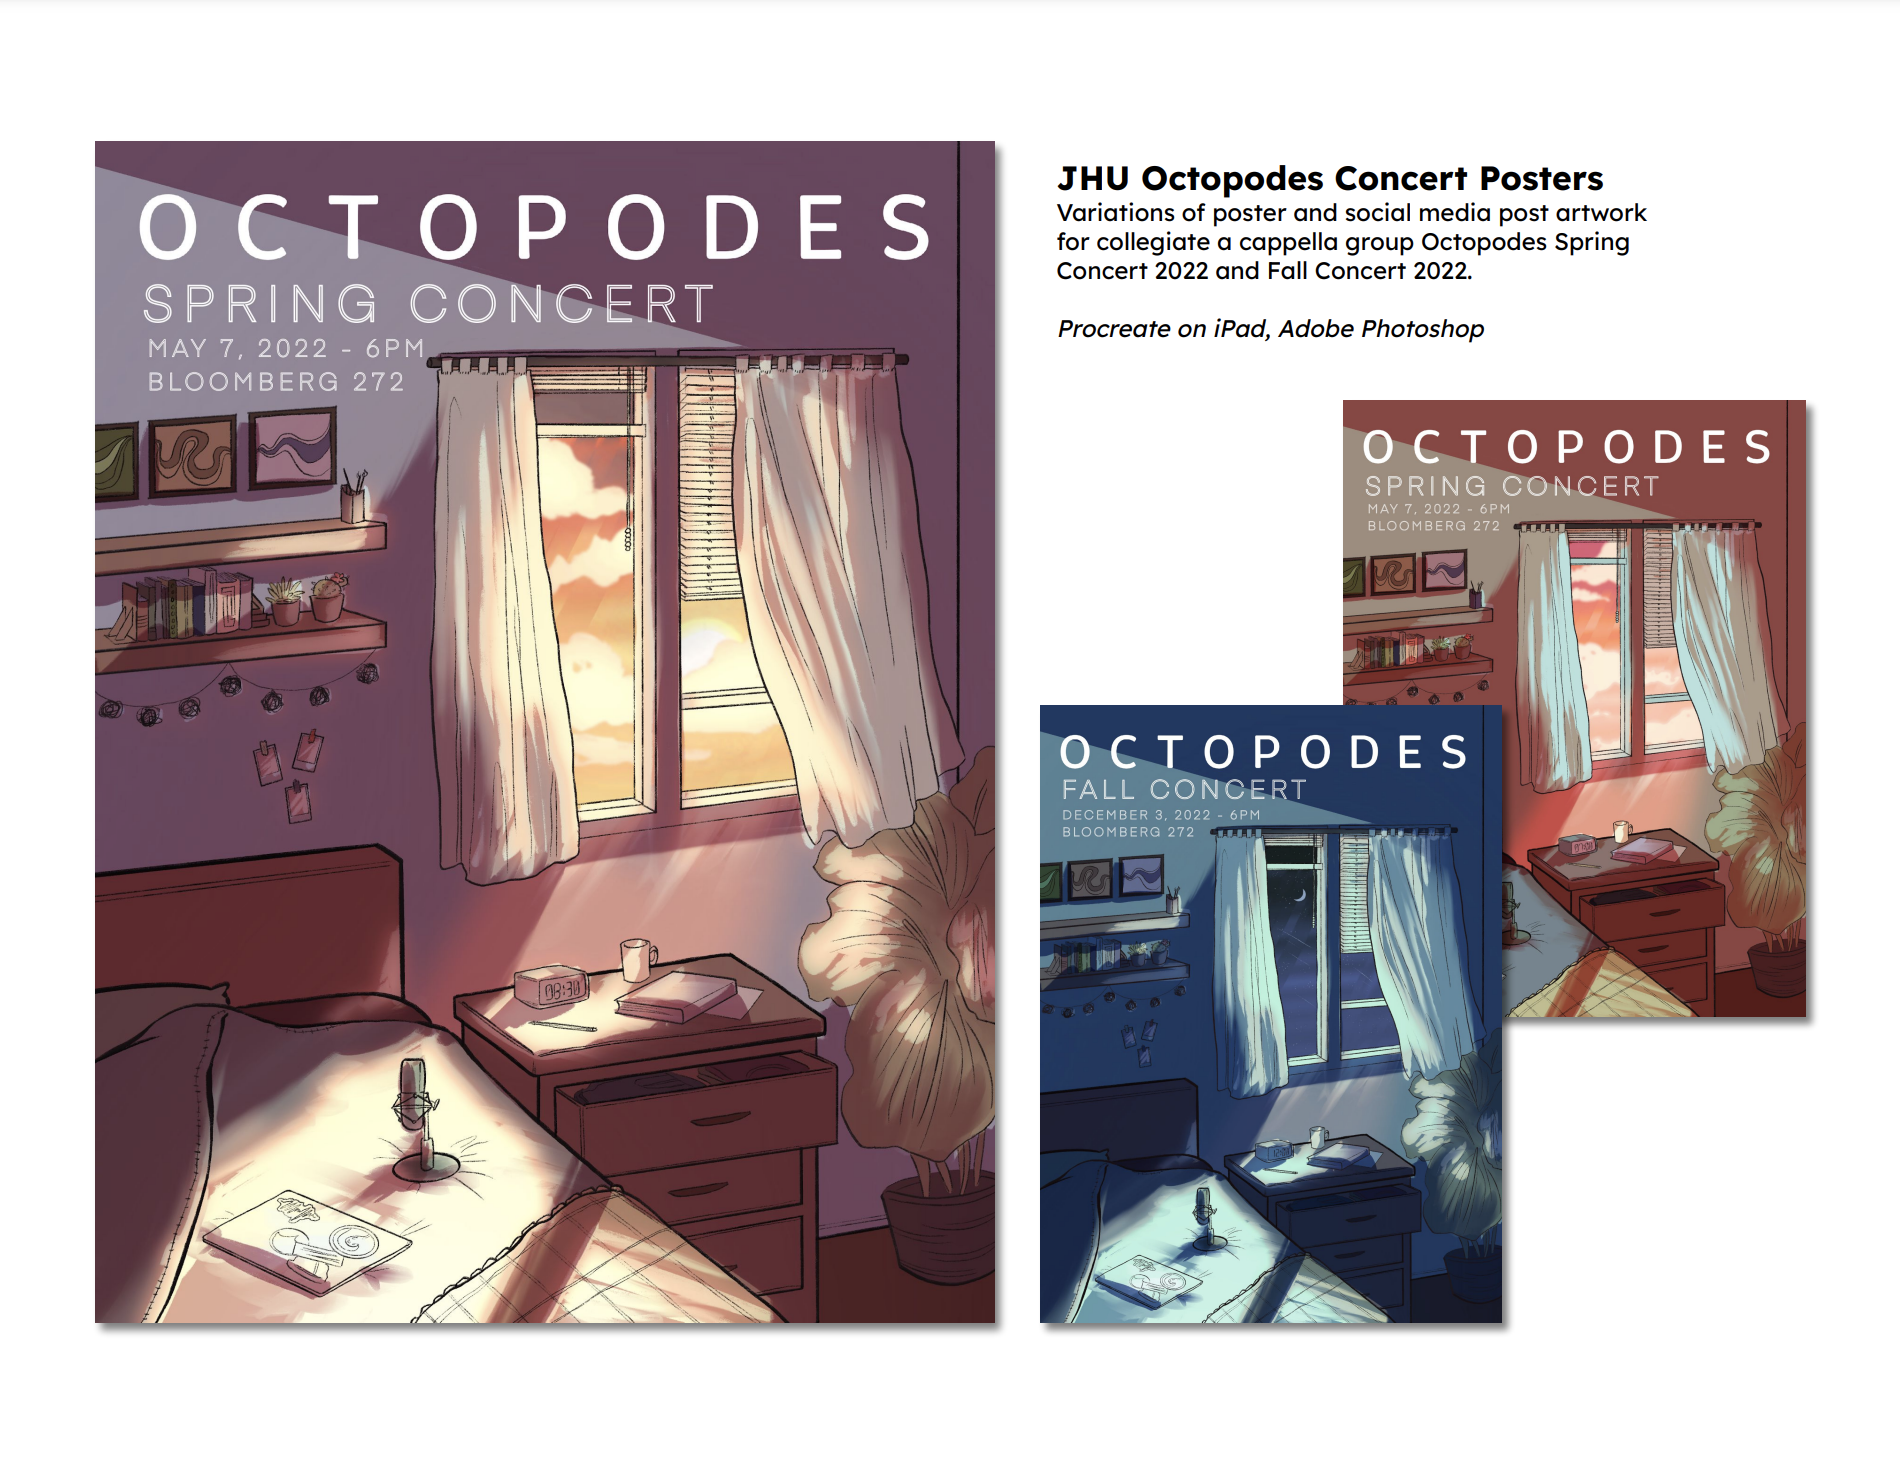 OCTOPODES
SPRING CONCERT
MAY 7, 2022 - 6PM
BLOOMBERG 272
08:30
JHU Octopodes Concert Posters
Variations of poster and social media post artwork
for collegiate a cappella group Octopodes Spring
Concert 2022 and Fall Concert 2022.
Procreate on iPad, Adobe Photoshop
OCTOPODES
SPRING CONCERT
MAY 7, 2022 - 6PM
BLOOMBERG 272
OCTOPODES
FALL CONCERT
DECEMBER 3, 2022 - 6PM
BLOOMBERG 272